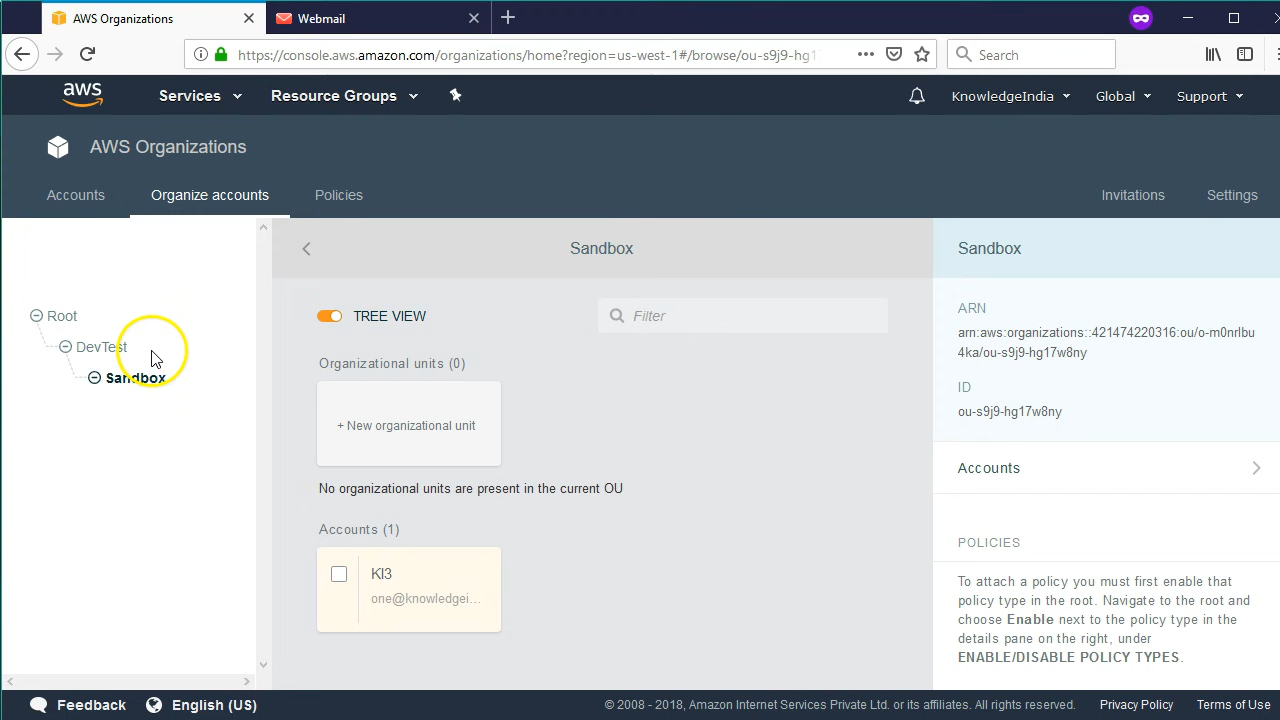 AWS Organizations
Webmail
https://console.aws.amazon.com/organizations/home?region=us-west-1#/browse/ou-s9j9-hg1
Search
aws
Services
Resource Groups
KnowledgeIndia
Global
Support
AWS Organizations
Accounts
Organize accounts
Policies
Invitations
Settings
Root
DevTest
Sandbox
Sandbox
TREE VIEW
Filter
Organizational units (0)
+ New organizational unit
No organizational units are present in the current OU
Accounts (1)
KI3
one@knowledgei...
Sandbox
ARN
arn:aws:organizations::421474220316:ou/o-m0nrlbu
4ka/ou-s9j9-hg17w8ny
ID
ou-s9j9-hg17w8ny
Accounts
POLICIES
To attach a policy you must first enable that
policy type in the root. Navigate to the root and
choose Enable next to the policy type in the
details pane on the right, under
ENABLE/DISABLE POLICY TYPES.
Feedback
English (US)
© 2008 - 2018, Amazon Internet Services Private Ltd. or its affiliates. All rights reserved.
Privacy Policy
Terms of Use